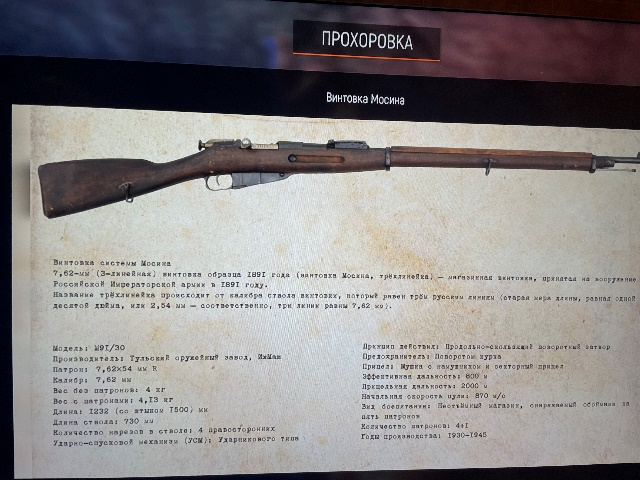 ПРОХОРОВКА
Винтовка Мосина
Винтовка системы Мосина
7,62-мм (3-линейная) винтовка образца 1891 года (винтовка Мосина, трёхлинейка) — магазинная винтовка, принятая на вооружение
Российской Императорской армии в 1891 году.
Название трёхлинейка происходит от калибра ствола винтовки, который равен трём русским линиям (старая мера длины, равная одной
десятой дюйма, или 2,54 мм — соответственно, три линии равны 7,62 мм).
Модель: М91/30
Производитель: Тульский оружейный завод, ИжМаш
Патрон: 7,62×54 мм R
Калибр: 7,62 мм
Вес без патронов: 4 кг
Вес с патронами: 4,13 кг
Длина: 1232 (со штыком 1500) мм
Длина ствола: 730 мм
Количество нарезов в стволе: 4 правосторонних
Ударно-спусковой механизм (УСМ): Ударникового типа
Принцип действия: Продольно-скользящий поворотный затвор
Предохранитель: Поворотом курка
Прицел: Мушка с намушником и секторный прицел
Эффективная дальность: 800 м
Прицельная дальность: 2000 м
Начальная скорость пули: 870 м/с
Вид боепитания: Неотъёмный магазин, снаряжаемый обоймами на
пять патронов
Количество патронов: 4+1
Годы производства: 1930-1945